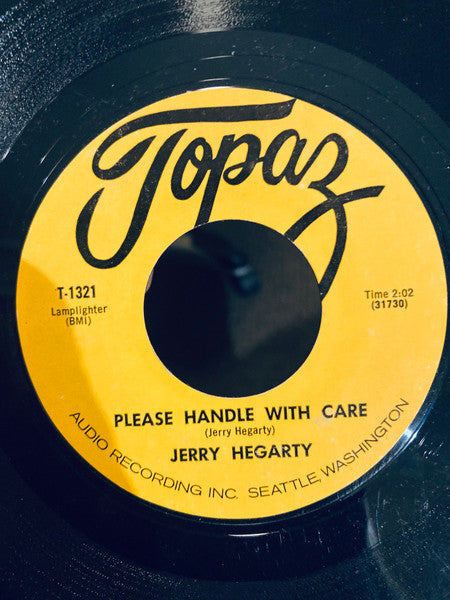 Topaz
T-1321
Lamplighter
(BMI)
Time 2:02
(31730)
PLEASE HANDLE WITH CARE
(Jerry Hegarty)
JERRY HEGARTY
AUDIO RECORDING INC. SEATTLE, WASHINGTON